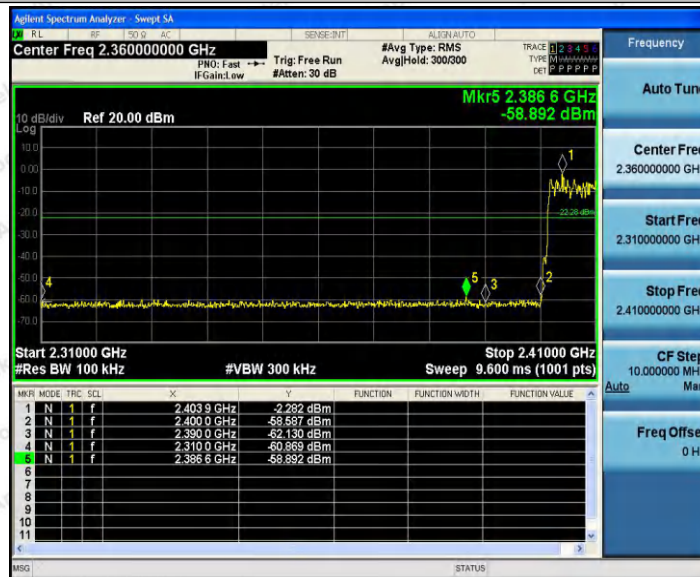 Agilent Spectrum Analyzer - Swept SA
RL RF 50 Ω AC SENSE:INT ALIGN AUTO
Center Freq 2.360000000 GHz
PNO: Fast
IFGain:Low
Trig: Free Run
#Atten: 30 dB
#Avg Type: RMS
Avg|Hold: 300/300
TRACE 1 2 3 4 5 6
TYPE M
DET P P P P P P
Mkr5 2.386 6 GHz
-58.892 dBm
10 dB/div Ref 20.00 dBm
Log
10.0
0.00
-10.0
-20.0
-30.0
-40.0
-50.0
-60.0
-70.0
1
-22.28 dBm
4
5
3
2
Start 2.31000 GHz Stop 2.41000 GHz
#Res BW 100 kHz #VBW 300 kHz Sweep 9.600 ms (1001 pts)
MKR MODE TRC SCL X Y FUNCTION FUNCTION WIDTH FUNCTION VALUE
1 N 1 f 2.403 9 GHz -2.292 dBm
2 N 1 f 2.400 0 GHz -58.587 dBm
3 N 1 f 2.390 0 GHz -62.130 dBm
4 N 1 f 2.310 0 GHz -60.869 dBm
5 N 1 f 2.386 6 GHz -58.892 dBm
6
7
8
9
10
11
MSG STATUS
Frequency
Auto Tun
Center Fre
2.360000000 GH
Start Fre
2.310000000 GH
Stop Fre
2.410000000 GH
CF Ste
10.000000 MH
Auto Ma
Freq Offse
0 H